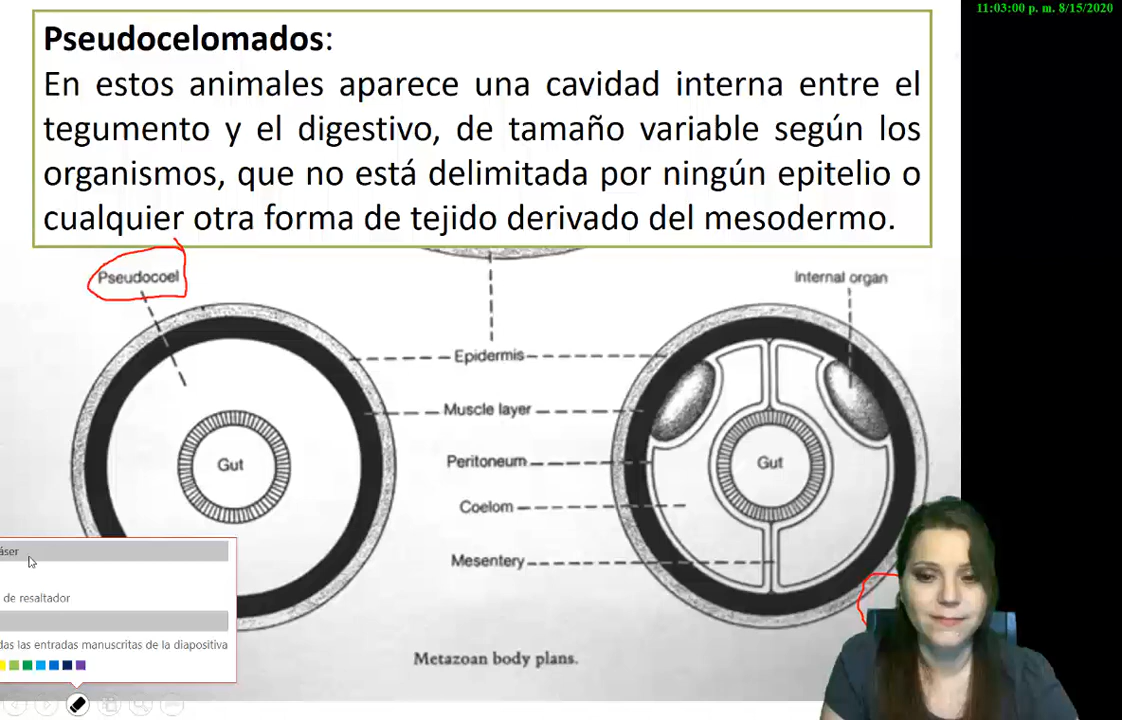 11:03:00 p. m. 8/15/2020
Pseudocelomados:
En estos animales aparece una cavidad interna entre el
tegumento y el digestivo, de tamaño variable según los
organismos, que no está delimitada por ningún epitelio o
cualquier otra forma de tejido derivado del mesodermo.
Pseudocoel
Internal organ
Epidermis
Muscle layer
Gut
Peritoneum
Gut
Coelom
Mesentery
áser
de resaltador
das las entradas manuscritas de la diapositiva
Metazoan body plans.